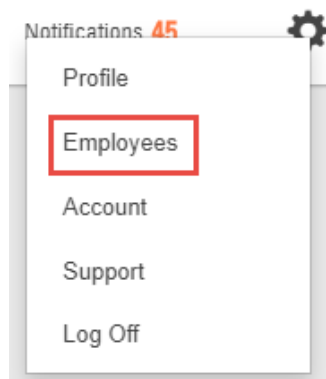 Notifications 45
Profile
Employees
Account
Support
Log Off